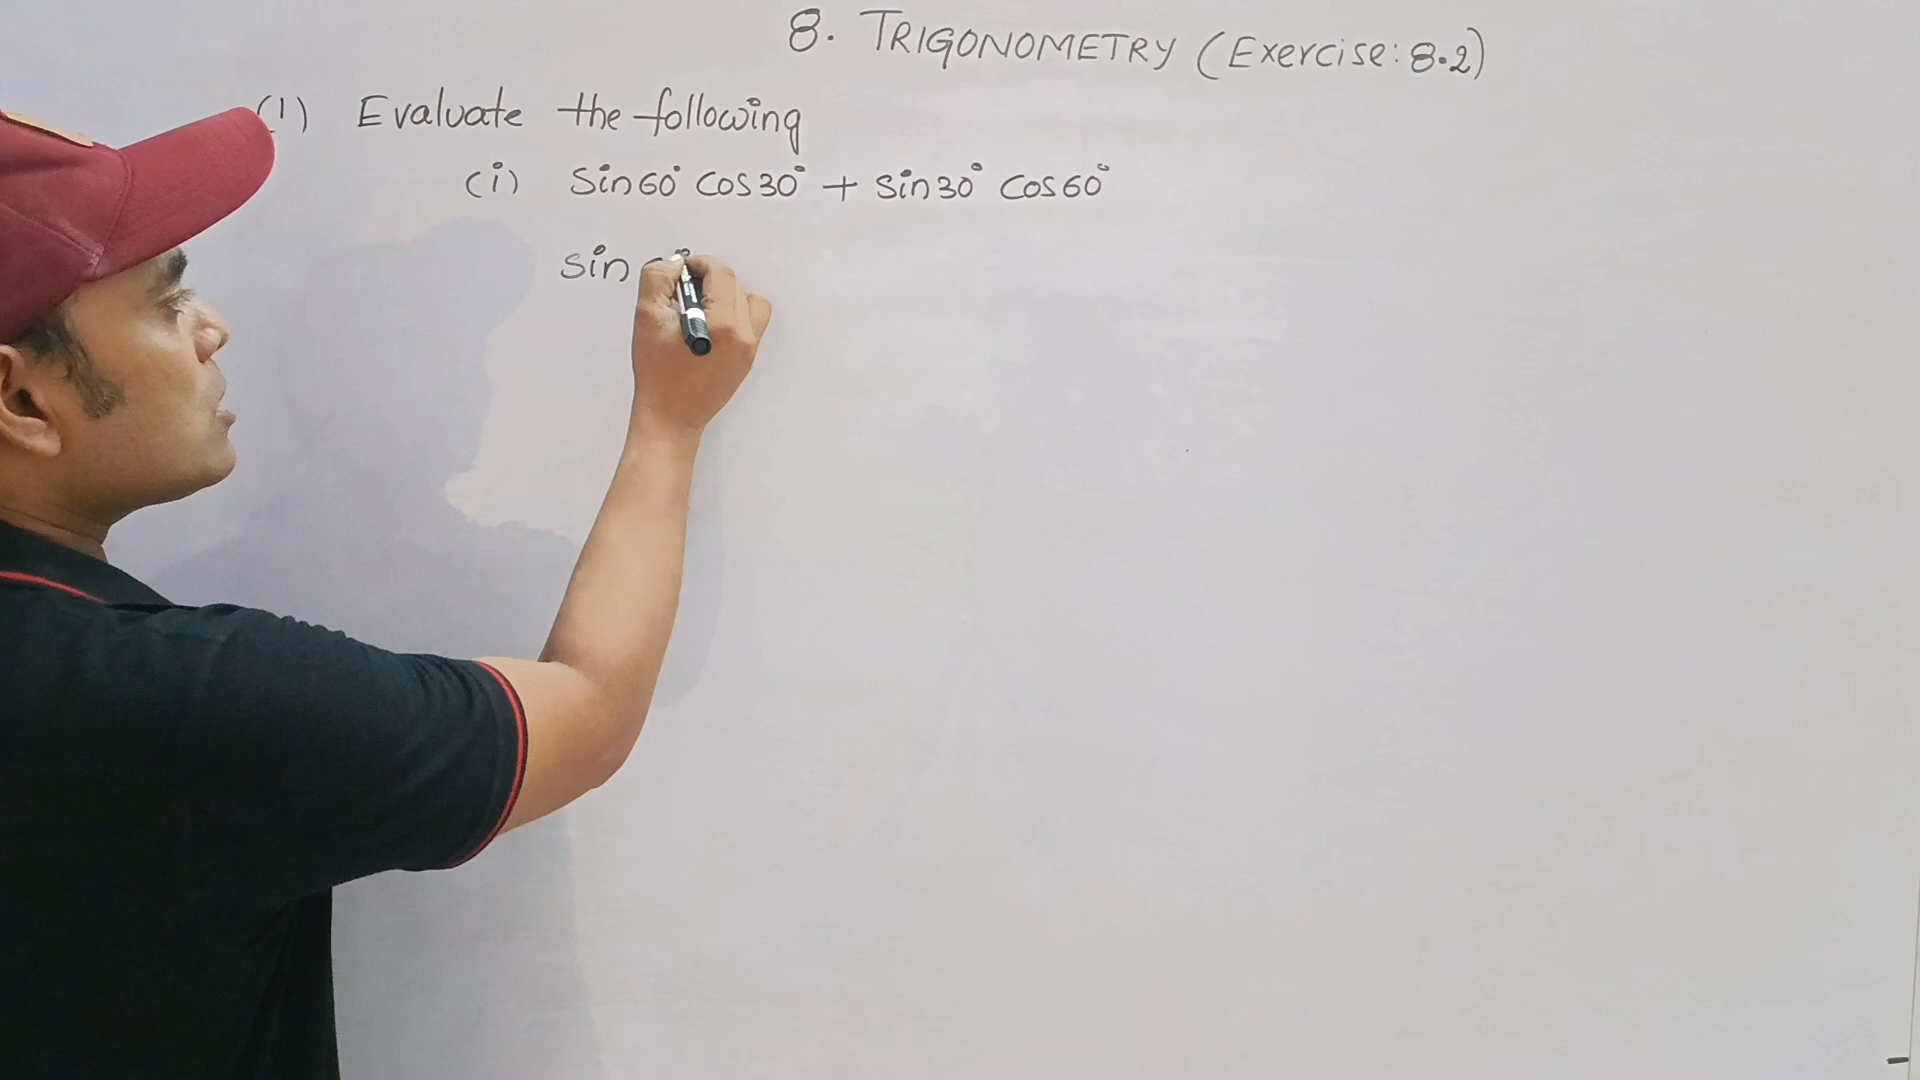 8. TRIGONOMETRY (Exercise: 8.2)
(1) Evaluate the following
(i) Sin60° Cos30° + Sin30° Cos60°
sin